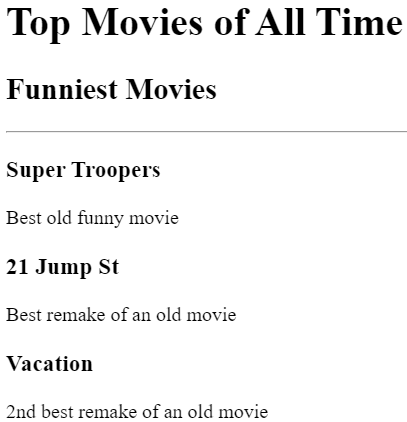 Top Movies of All Time
Funniest Movies
Super Troopers
Best old funny movie
21 Jump St
Best remake of an old movie
Vacation
2nd best remake of an old movie